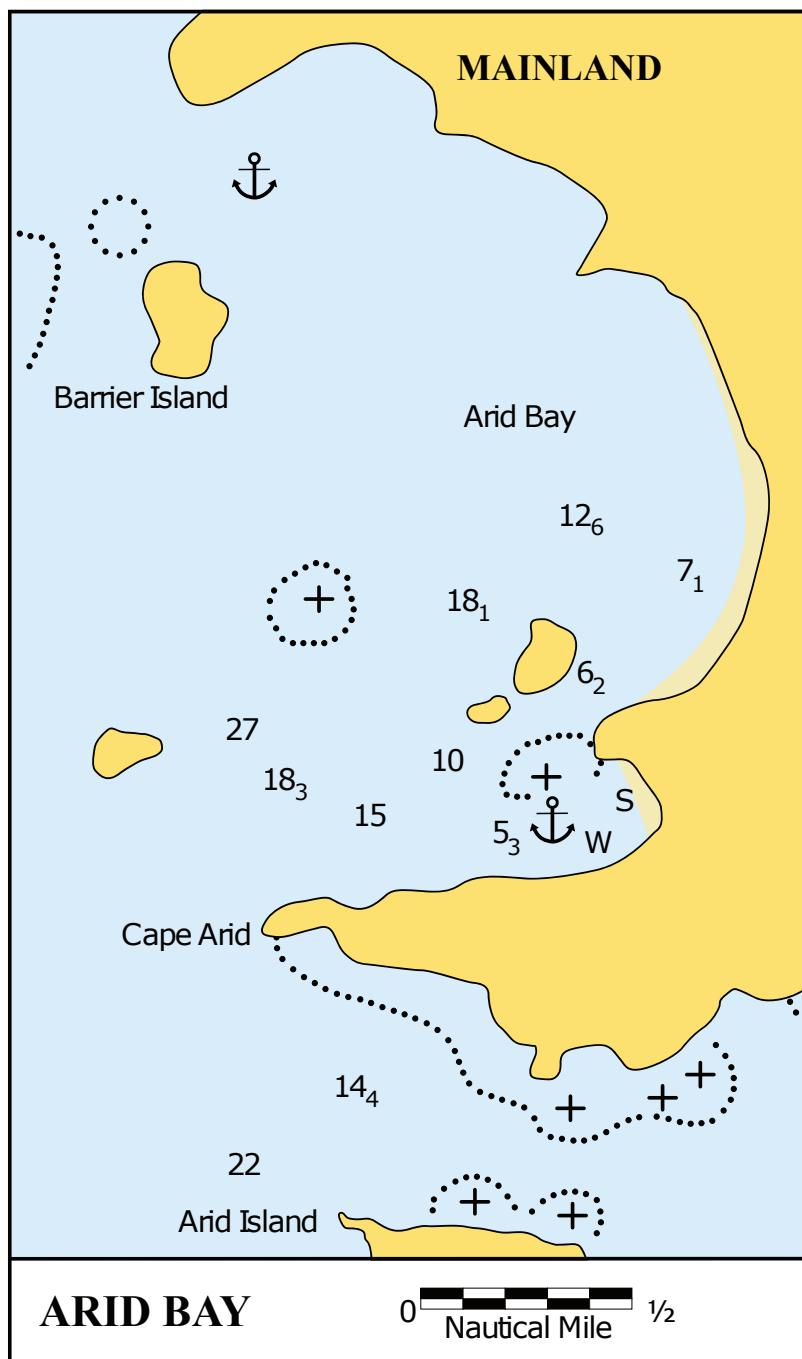 MAINLAND
Barrier Island
Arid Bay
12₆
7₁
18₁
6₂
27
10
18₃
S
15
5₃
W
Cape Arid
14₄
22
Arid Island
ARID BAY
0 ½
Nautical Mile